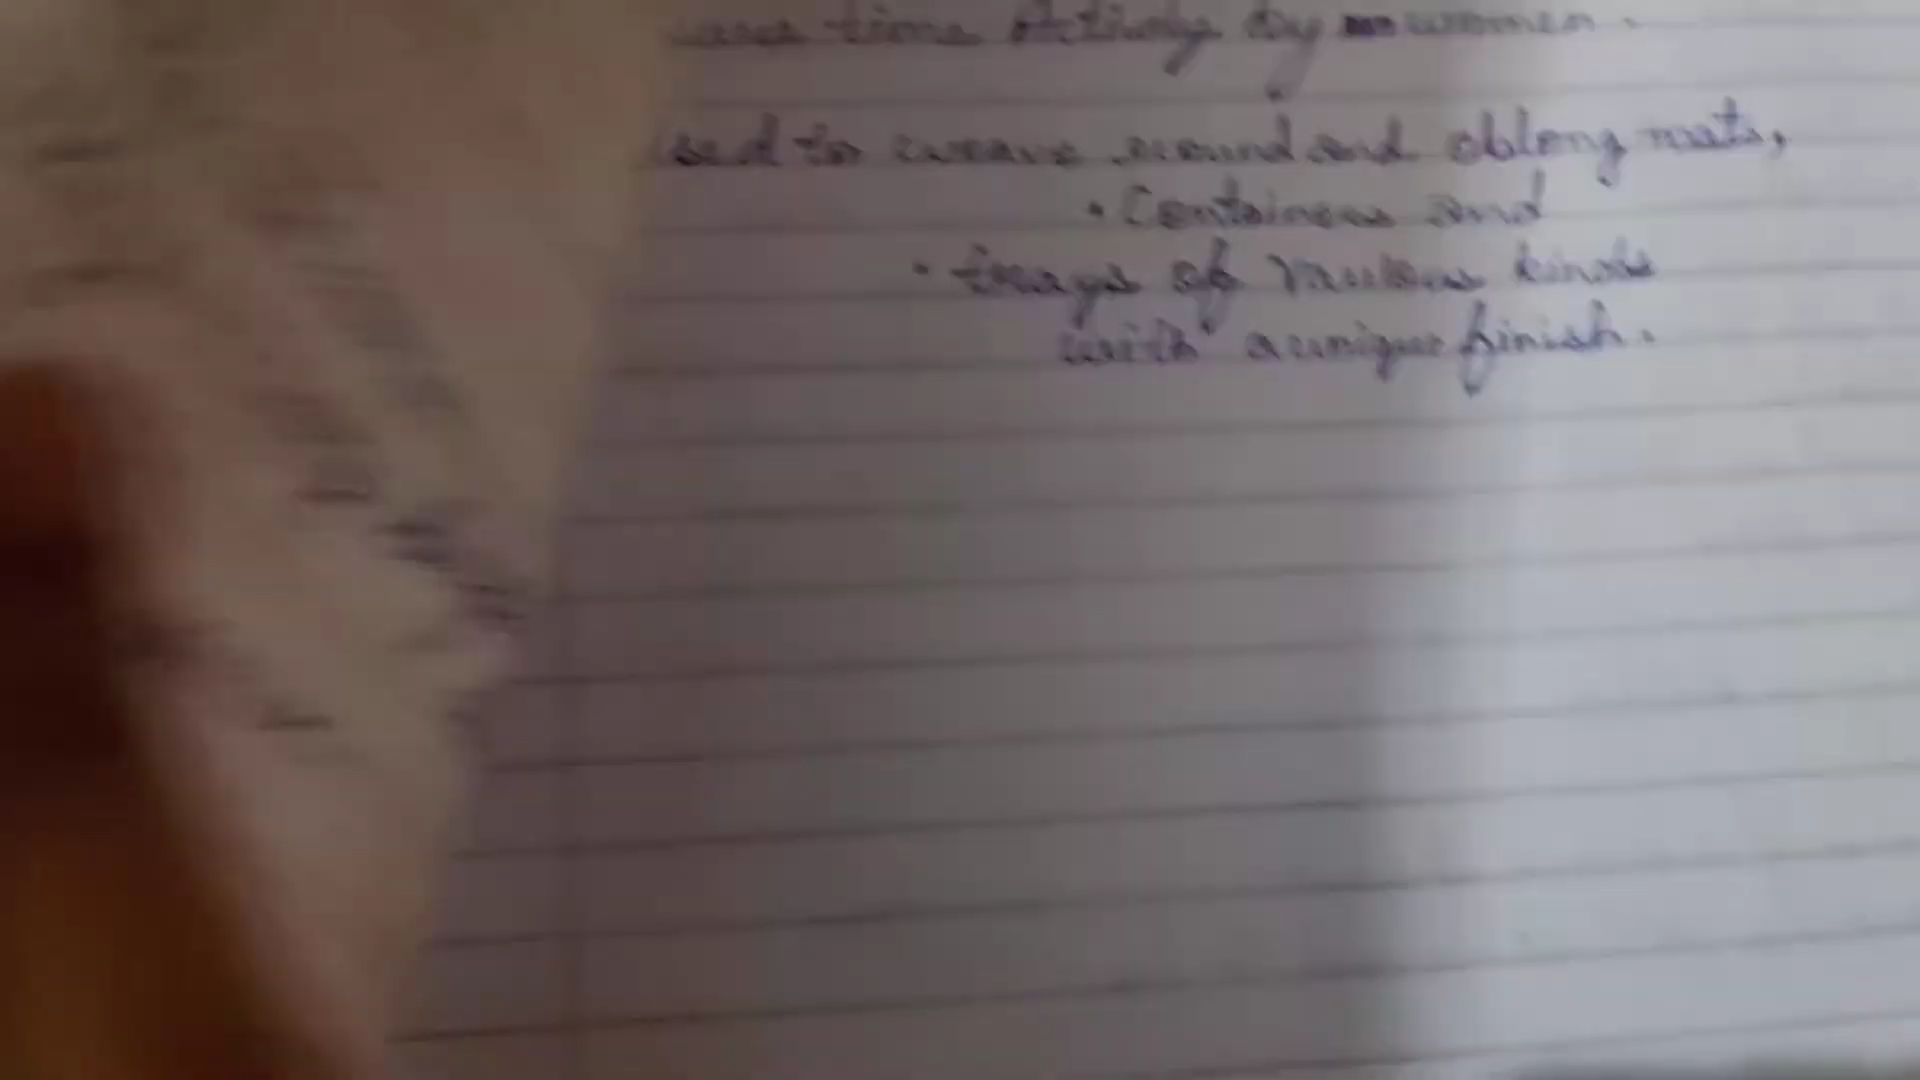 time Activity by women.
used to weave round and oblong mats,
• Containers and
• trays of various kinds
with a unique finish.